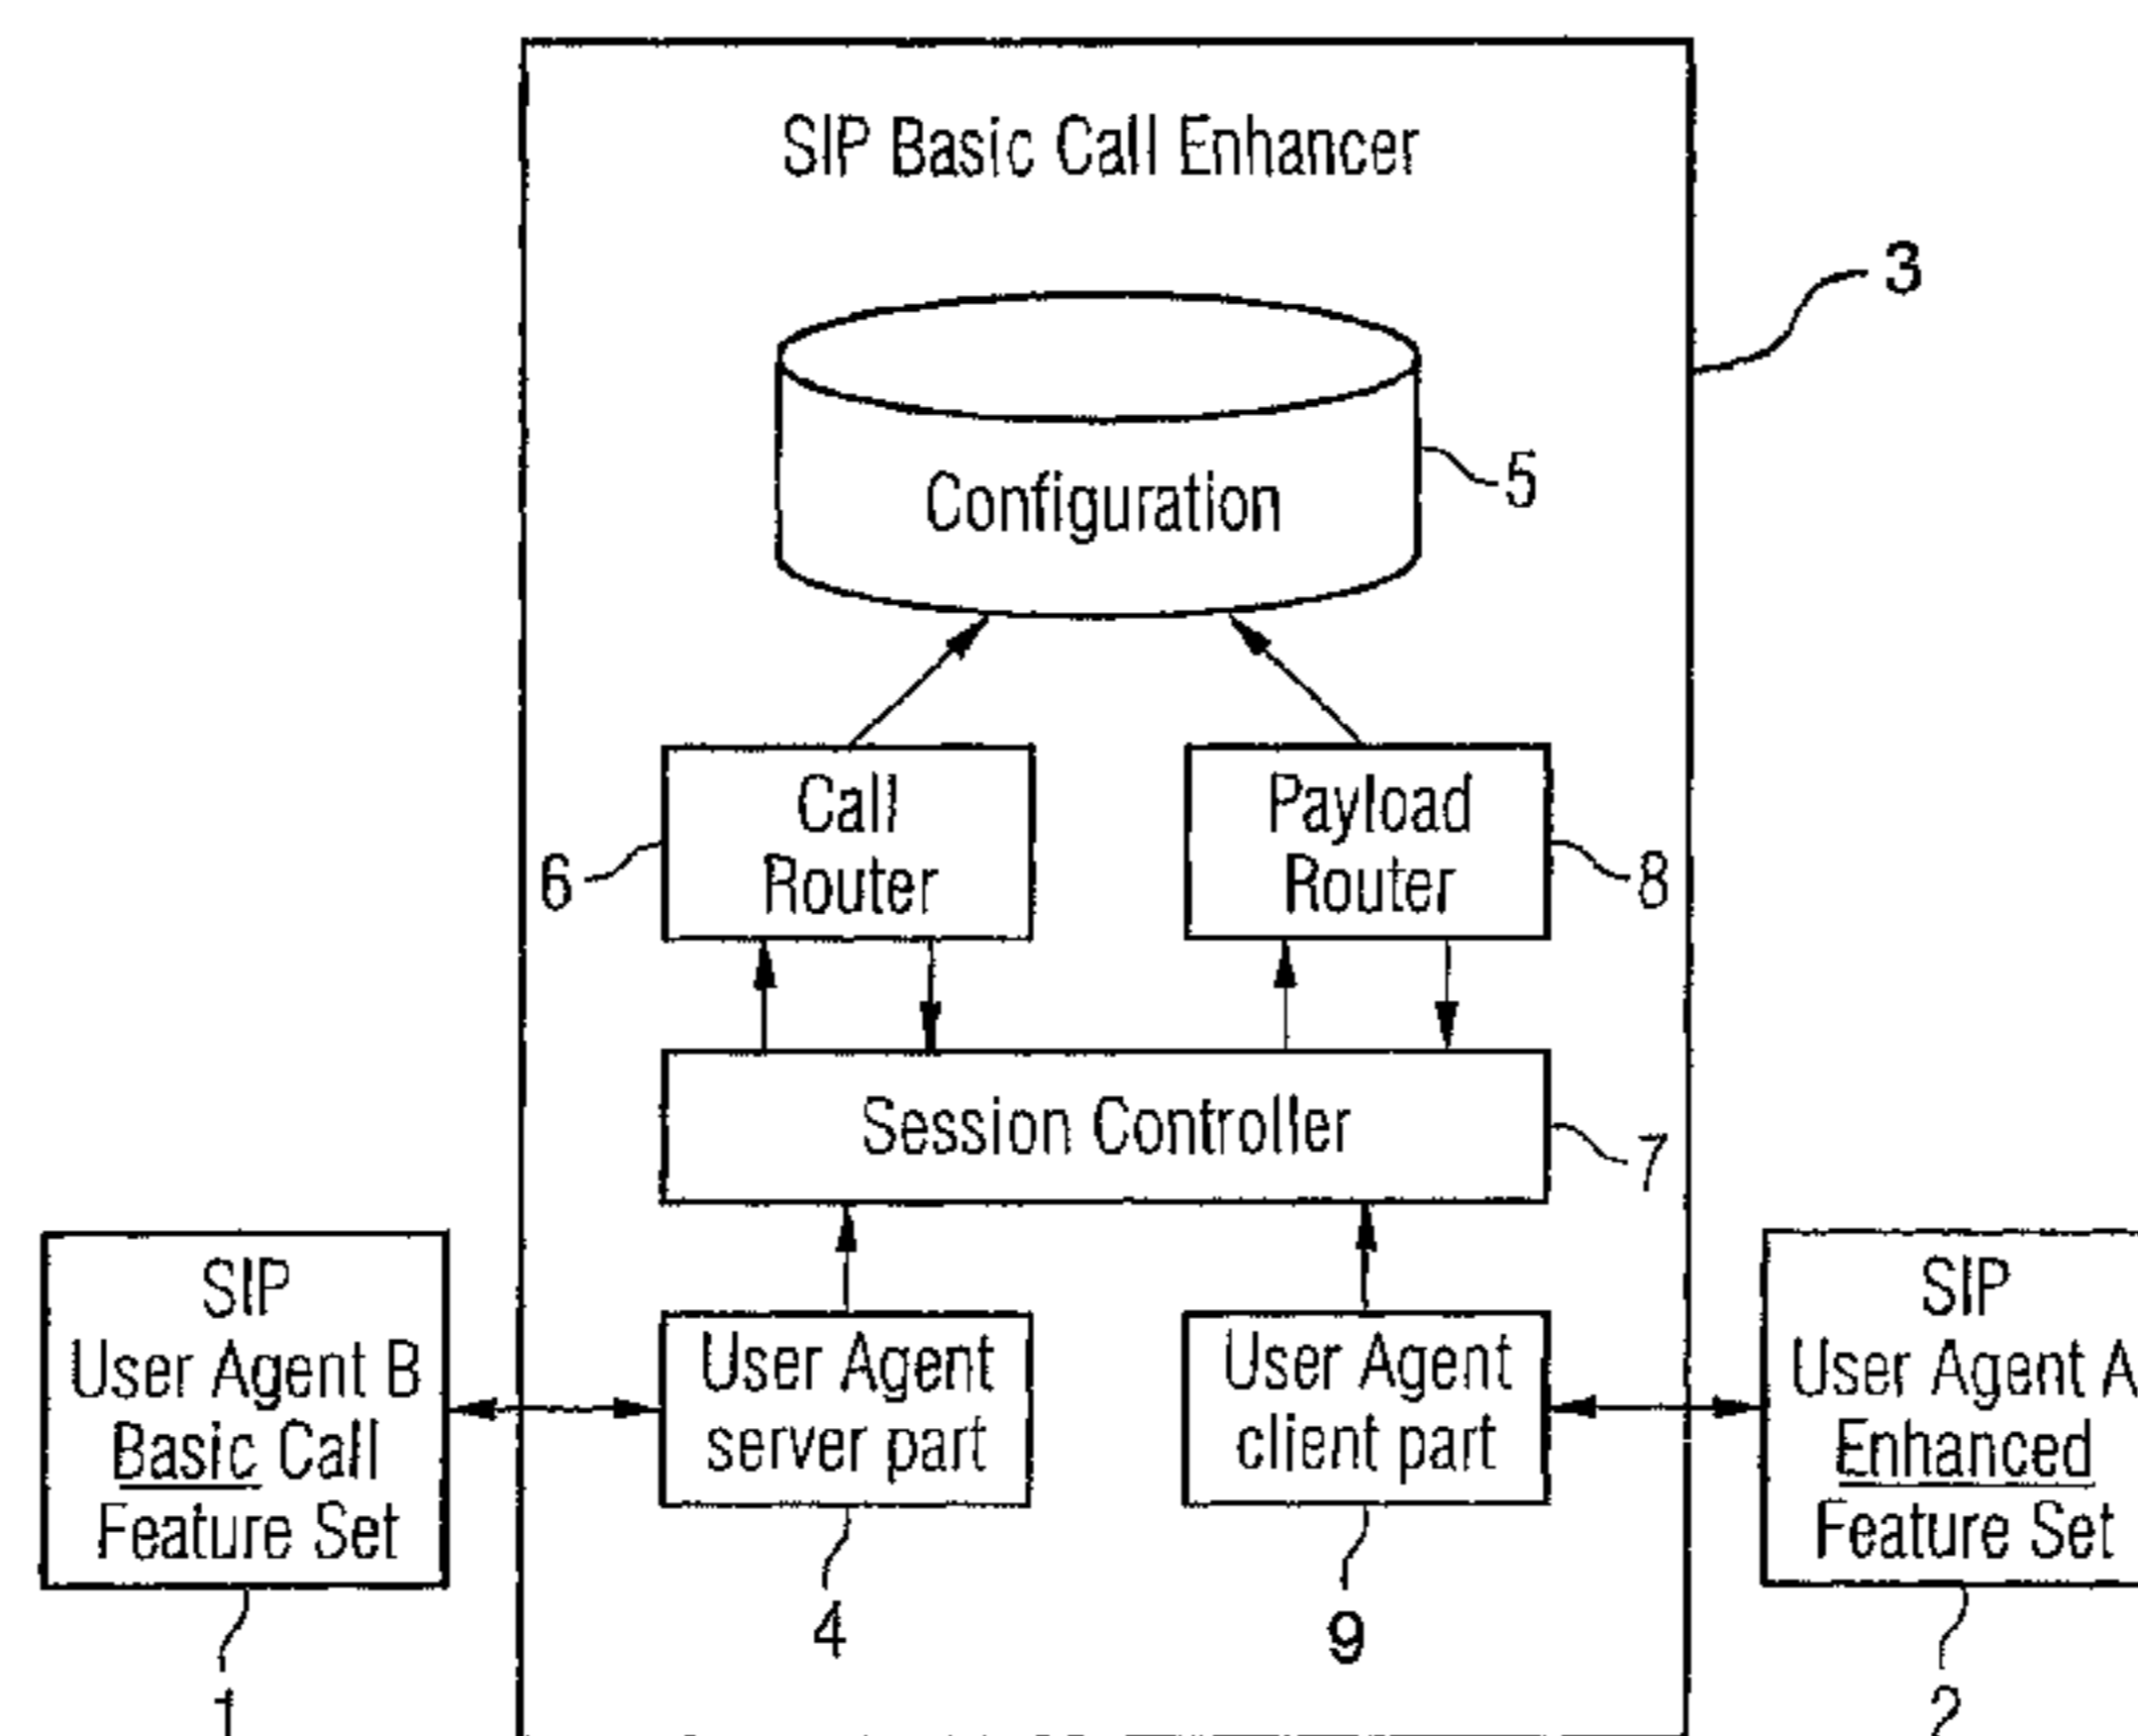 SIP Basic Call Enhancer
3
Configuration
5
Call
Router
6
Payload
Router
8
Session Controller
7
SIP
User Agent B
Basic Call
Feature Set
1
User Agent
server part
4
User Agent
client part
9
SIP
User Agent A
Enhanced
Feature Set
2